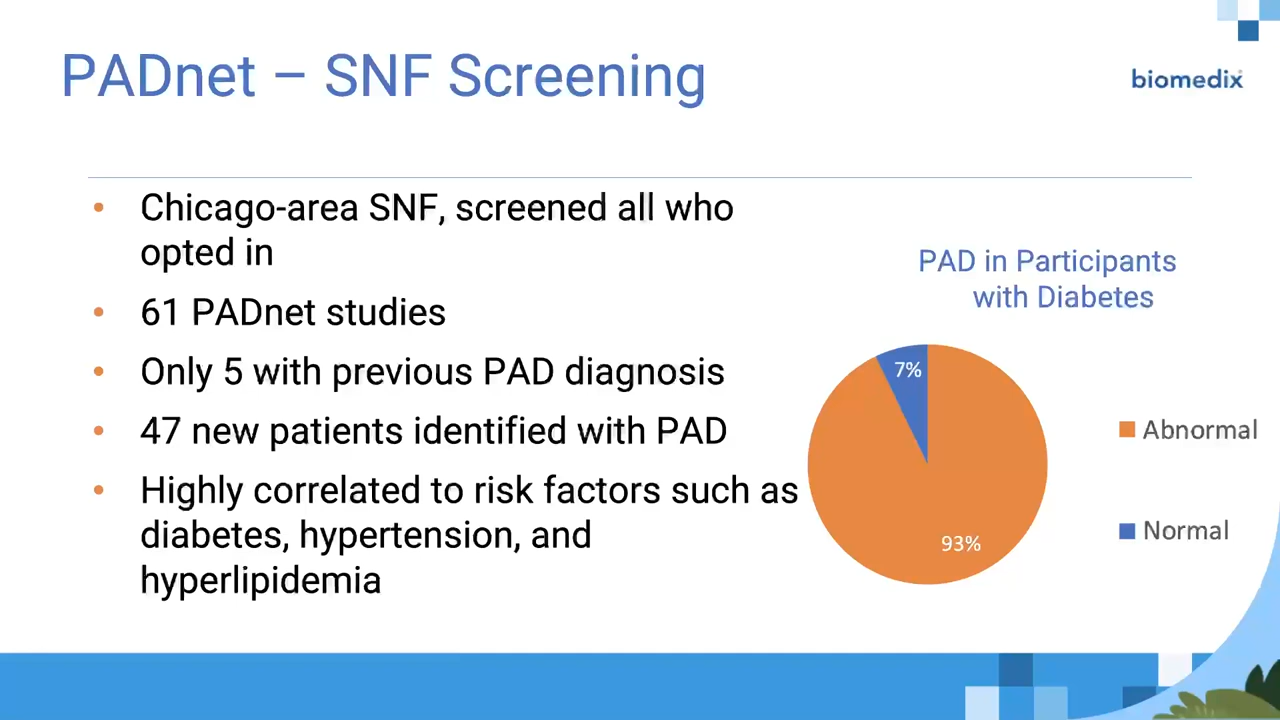 PADnet – SNF Screening
biomedix
• Chicago-area SNF, screened all who
opted in
• 61 PADnet studies
• Only 5 with previous PAD diagnosis
• 47 new patients identified with PAD
• Highly correlated to risk factors such as
diabetes, hypertension, and
hyperlipidemia
PAD in Participants
with Diabetes
7%
93%
Abnormal
Normal